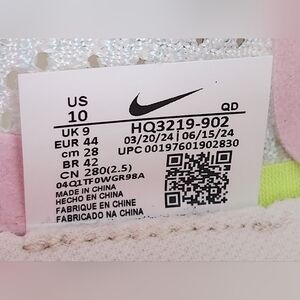 US
10
QD
UK 9
HQ3219-902
EUR 44
03/20/24 | 06/15/24
cm 28
UPC 00197601902830
BR 42
CN 280(2.5)
04Q1TF0WGR98A
MADE IN CHINA
HECHO EN CHINA
FABRIQUE EN CHINE
FABRICADO NA CHINA